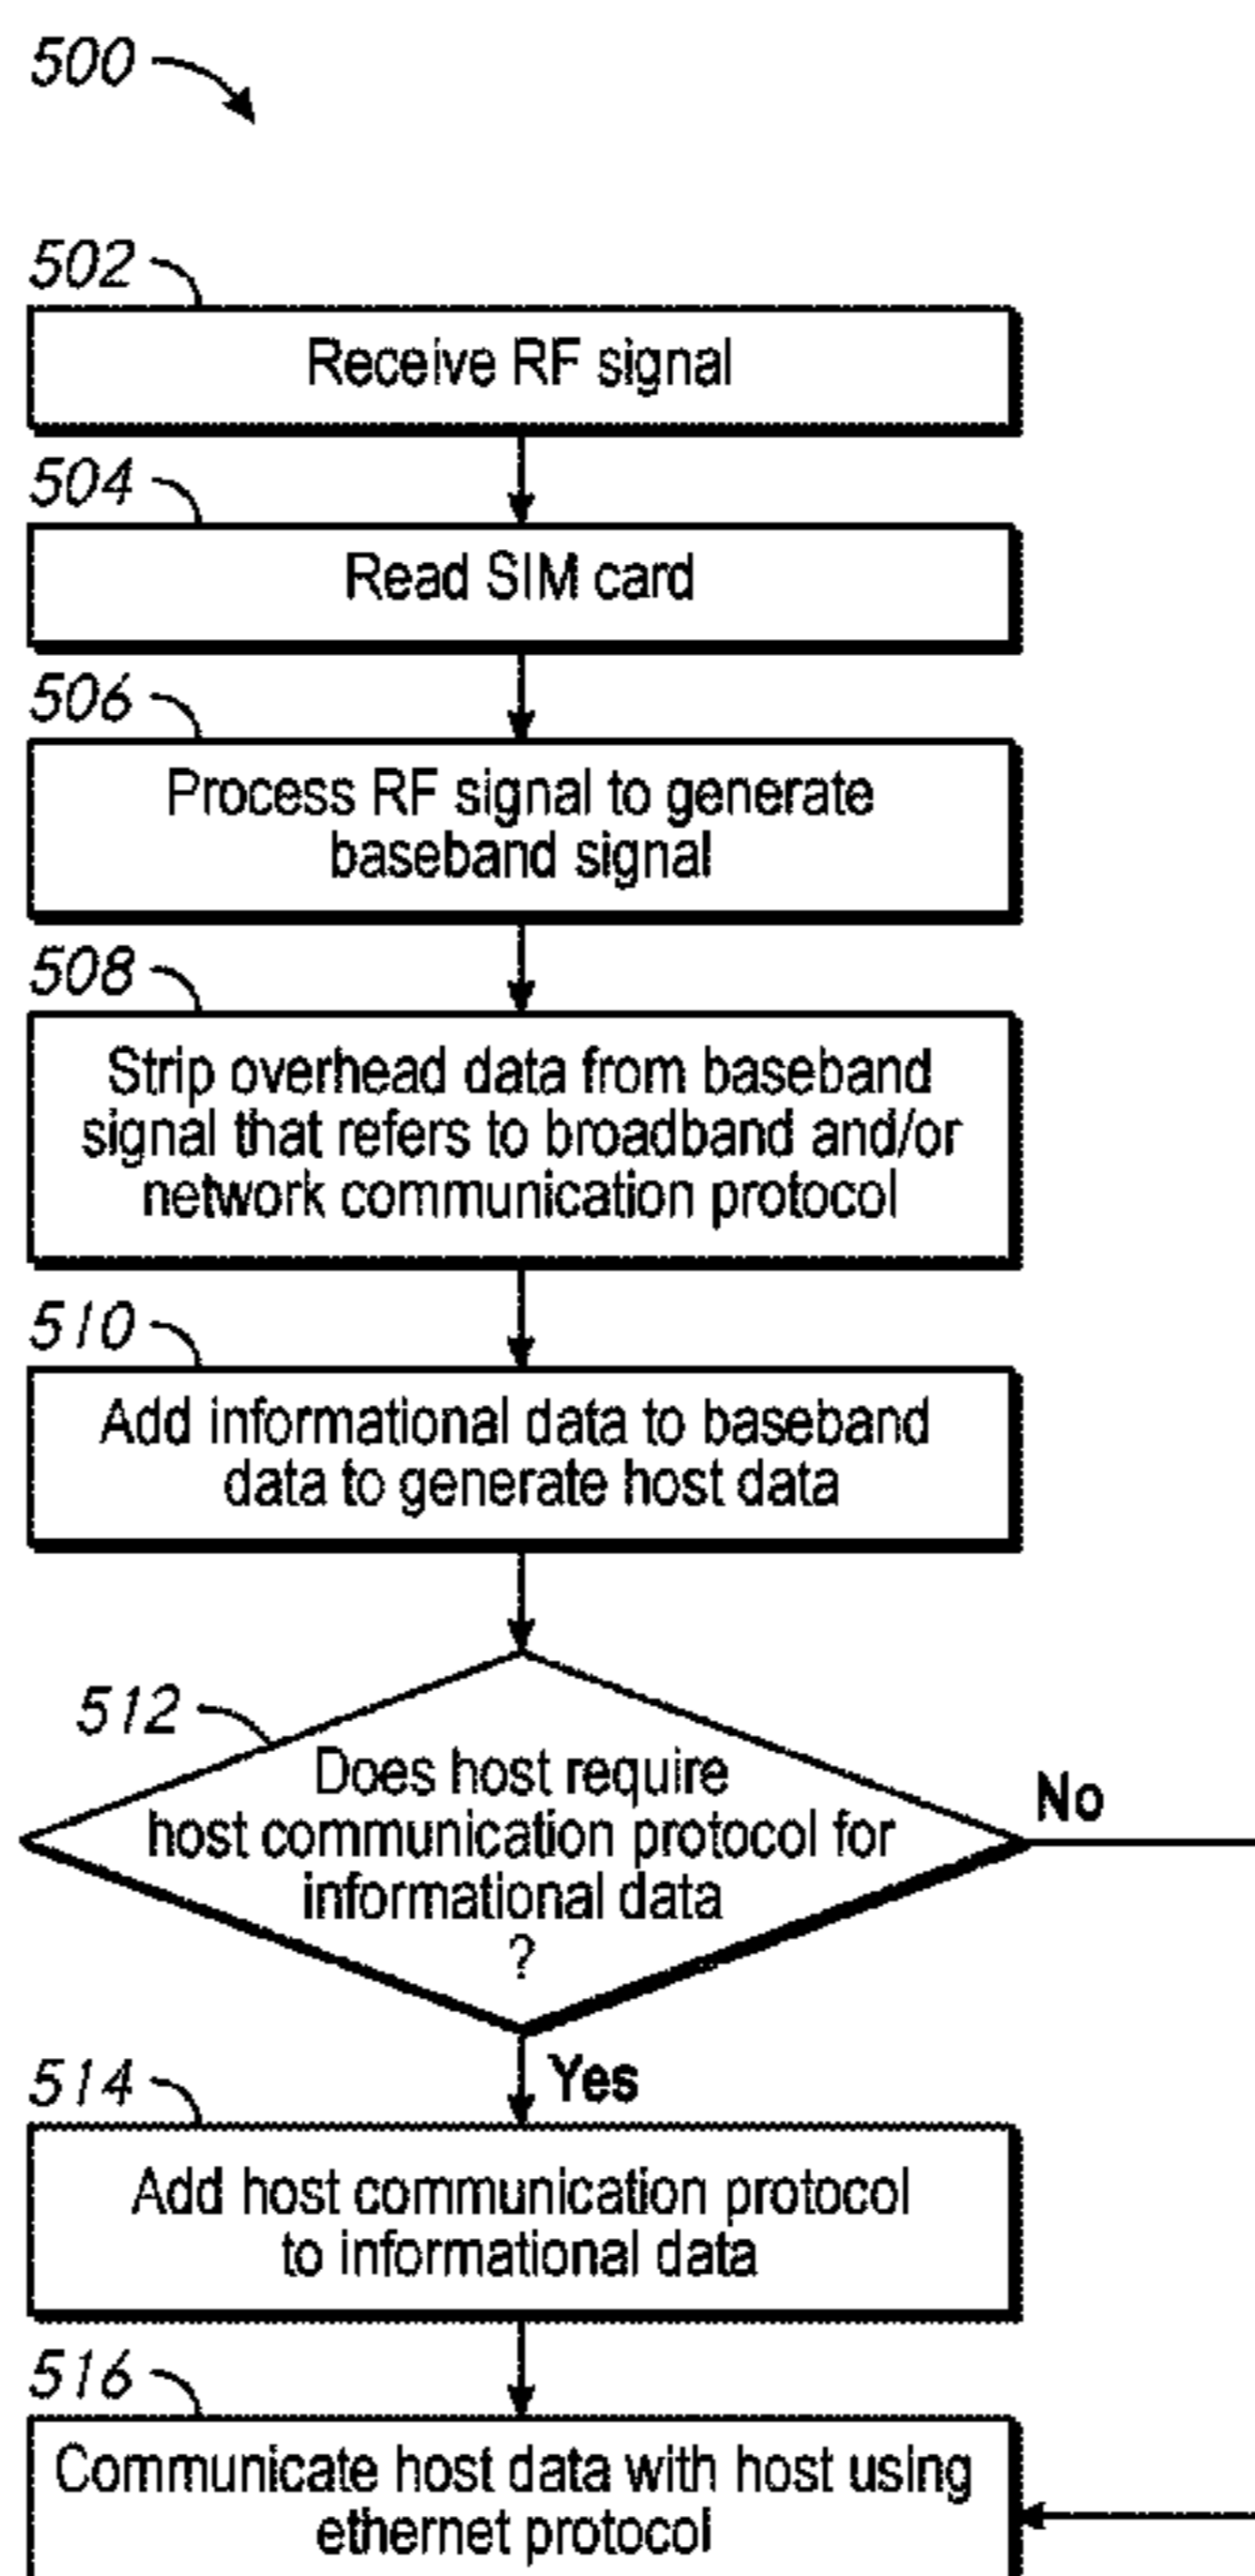 500
502
Receive RF signal
504
Read SIM card
506
Process RF signal to generate
baseband signal
508
Strip overhead data from baseband
signal that refers to broadband and/or
network communication protocol
510
Add informational data to baseband
data to generate host data
512
Does host require
host communication protocol for
informational data
?
No
Yes
514
Add host communication protocol
to informational data
516
Communicate host data with host using
ethernet protocol